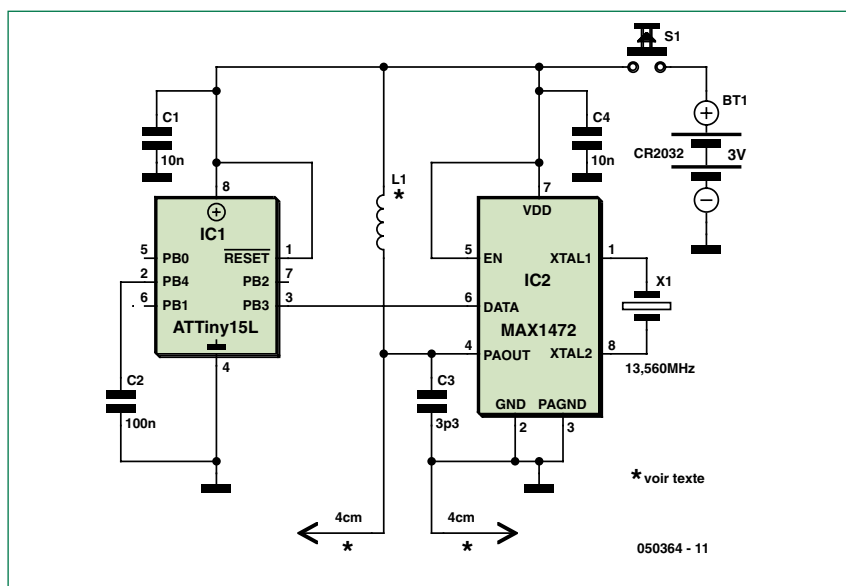 S1
BT1
CR2032
3V
C1
10n
C4
10n
L1
*
8
IC1
5
PB0
RESET
1
2
PB4
PB2
7
6
PB1
PB3
3
ATTiny15L
4
7
VDD
5
EN
XTAL1
1
IC2
6
DATA
MAX1472
4
PAOUT
XTAL2
8
GND
PAGND
2
3
X1
13,560MHz
C2
100n
C3
3p3
4cm
*
4cm
*
* voir texte
050364 - 11